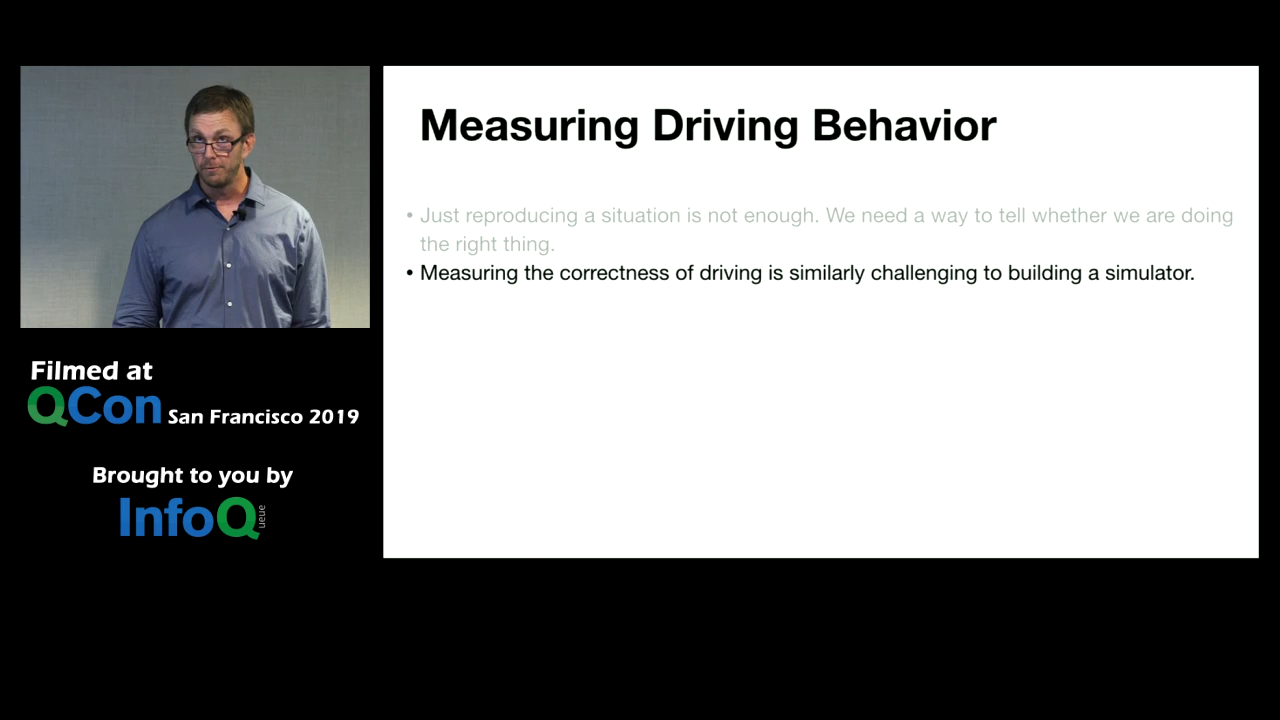 Measuring Driving Behavior
• Just reproducing a situation is not enough. We need a way to tell whether we are doing
the right thing.
• Measuring the correctness of driving is similarly challenging to building a simulator.
Filmed at
QCon San Francisco 2019
Brought to you by
InfoQueue